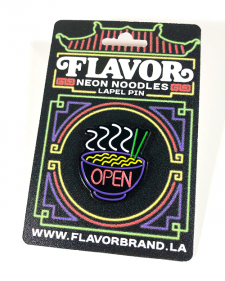 FLAVOR
NEON NOODLES
LAPEL PIN
OPEN
WWW.FLAVORBRAND.LA